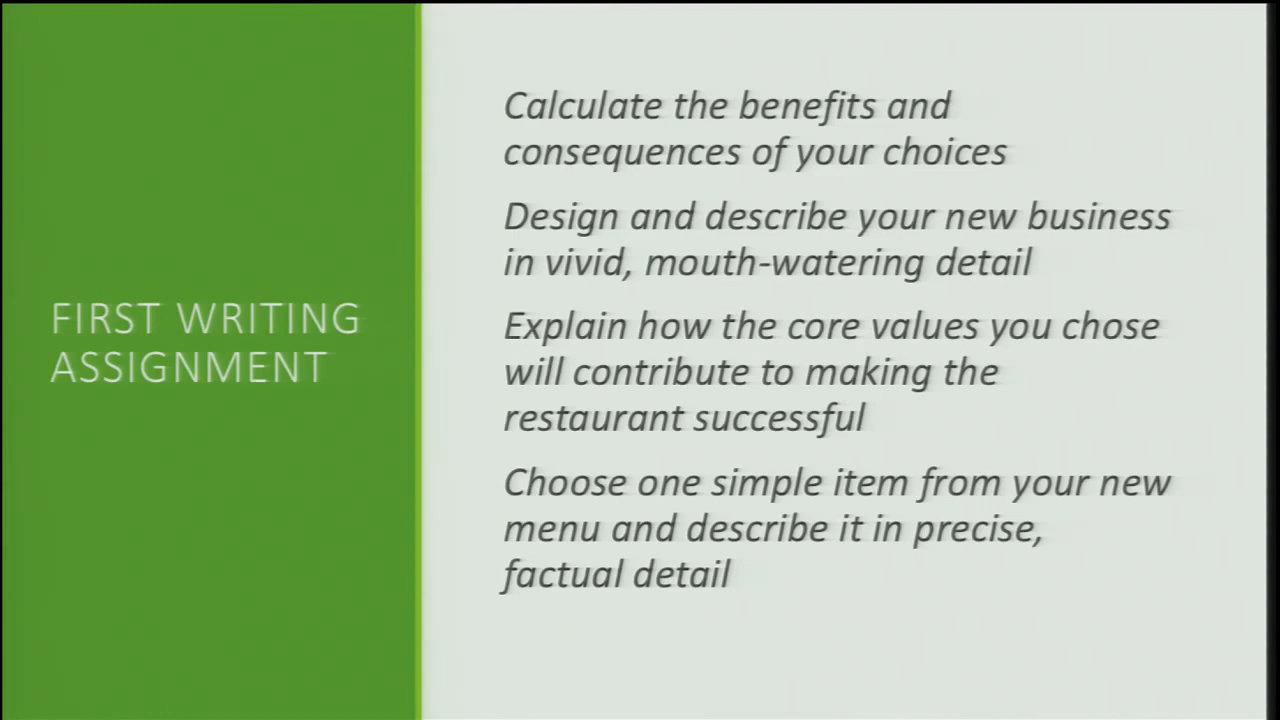 FIRST WRITING
ASSIGNMENT
Calculate the benefits and
consequences of your choices
Design and describe your new business
in vivid, mouth-watering detail
Explain how the core values you chose
will contribute to making the
restaurant successful
Choose one simple item from your new
menu and describe it in precise,
factual detail